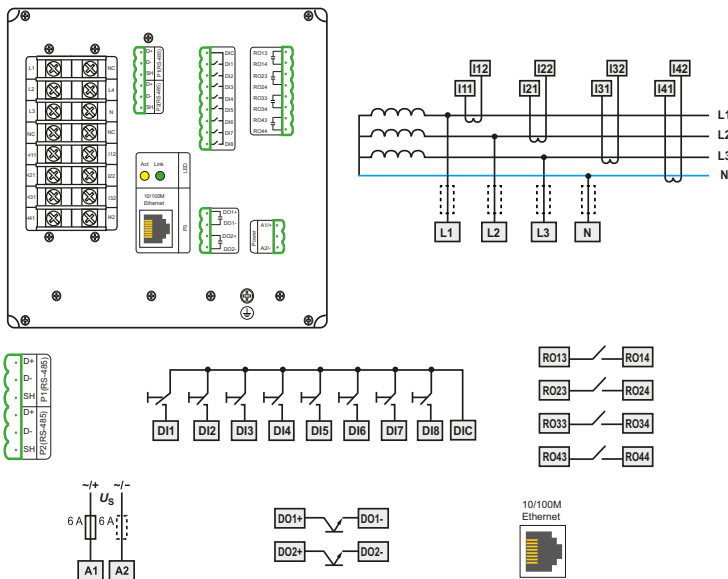 L1 NC
L2 L4
L3 N
NC NC
I11 I12
I21 I22
I31 I32
I41 I42
D+
D-
SH
D+
D-
SH
P1(RS-485)
P2(RS-485)
DIC
DI1
DI2
DI3
DI4
DI5
DI6
DI7
DI8
RO13
RO14
RO23
RO24
RO33
RO34
RO43
RO44
Act Link
LED
10/100M
Ethernet
P3
DO1+
DO1-
DO2+
DO2-
Power
A1/+
A2/-
I12 I22 I32 I42
I11 I21 I31 I41
L1
L2
L3
N
L1 L2 L3 N
D+
D-
SH
D+
D-
SH
P1(RS-485)
P2(RS-485)
DI1 DI2 DI3 DI4 DI5 DI6 DI7 DI8 DIC
RO13 RO14
RO23 RO24
RO33 RO34
RO43 RO44
~/+ ~/–
US
6 A 6 A
A1 A2
DO1+ DO1-
DO2+ DO2-
10/100M
Ethernet